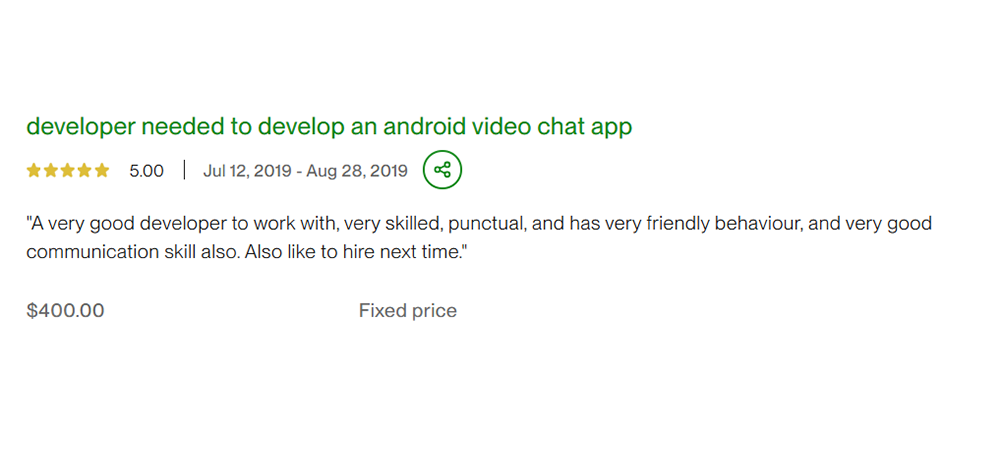 developer needed to develop an android video chat app
5.00 | Jul 12, 2019 - Aug 28, 2019
"A very good developer to work with, very skilled, punctual, and has very friendly behaviour, and very good
communication skill also. Also like to hire next time."
$400.00 Fixed price